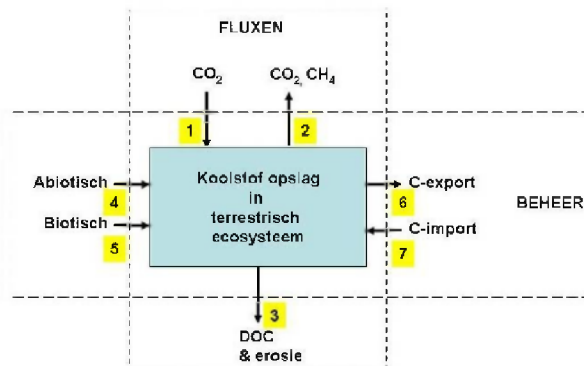 FLUXEN
CO₂ CO₂, CH₄
1 2
Abiotisch
4
Biotisch
5
Koolstof opslag
in
terrestrisch
ecosysteem
C-export
6
C-import
7
BEHEER
3
DOC
& erosie